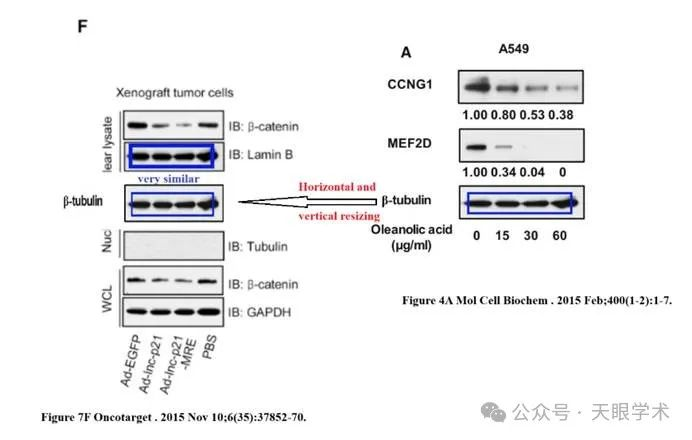 F
Xenograft tumor cells
lear lysate
IB: β-catenin
IB: Lamin B
very similar
β-tubulin
Nuc
IB: Tubulin
WCL
IB: β-catenin
IB: GAPDH
Ad-EGFP
Ad-lnc-p21
Ad-lnc-p21
-MRE
PBS
Figure 7F Oncotarget . 2015 Nov 10;6(35):37852-70.
Horizontal and
vertical resizing
A
A549
CCNG1
1.00 0.80 0.53 0.38
MEF2D
1.00 0.34 0.04 0
β-tubulin
Oleanolic acid 0 15 30 60
(μg/ml)
Figure 4A Mol Cell Biochem . 2015 Feb;400(1-2):1-7.
公众号 · 天眼学术